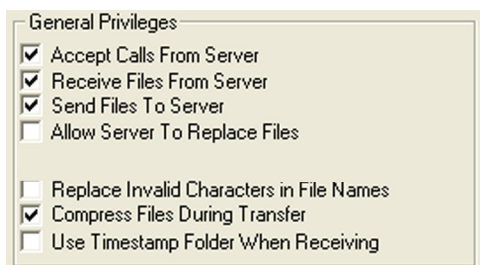 General Privileges
Accept Calls From Server
Receive Files From Server
Send Files To Server
Allow Server To Replace Files
Replace Invalid Characters in File Names
Compress Files During Transfer
Use Timestamp Folder When Receiving